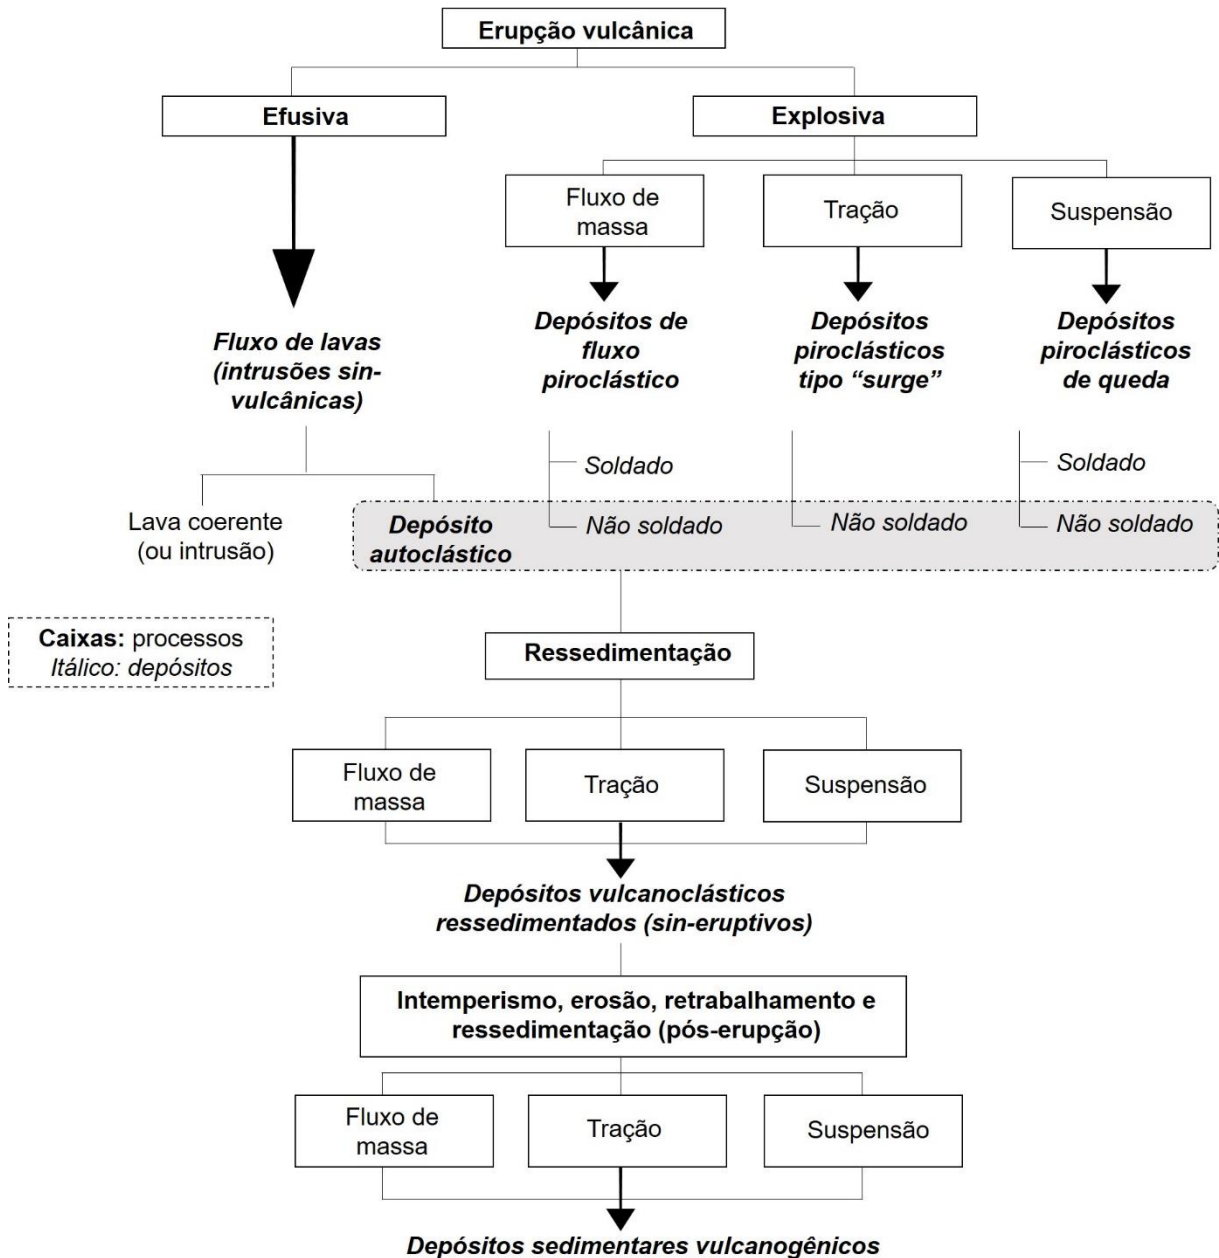 Erupção vulcânica
Efusiva
Explosiva
Fluxo de
massa
Tração
Suspensão
Fluxo de lavas
(intrusões sin-
vulcânicas)
Depósitos de
fluxo
piroclástico
Depósitos
piroclásticos
tipo “surge”
Depósitos
piroclásticos
de queda
Soldado
Soldado
Lava coerente
(ou intrusão)
Depósito
autoclástico
Não soldado
Não soldado
Não soldado
Caixas: processos
Itálico: depósitos
Ressedimentação
Fluxo de
massa
Tração
Suspensão
Depósitos vulcanoclásticos
ressedimentados (sin-eruptivos)
Intemperismo, erosão, retrabalhamento e
ressedimentação (pós-erupção)
Fluxo de
massa
Tração
Suspensão
Depósitos sedimentares vulcanogênicos